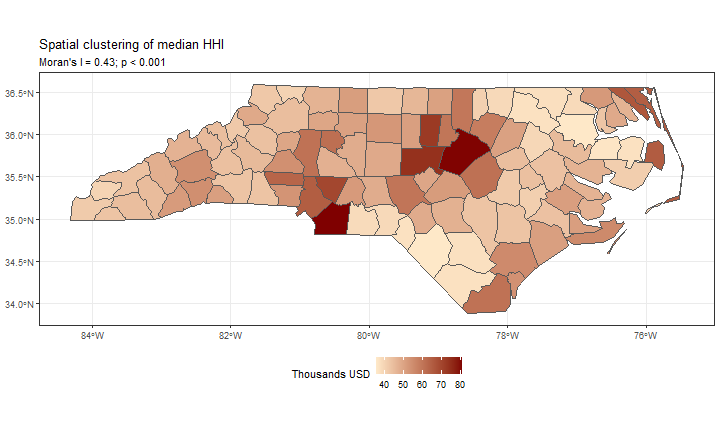 Spatial clustering of median HHI
Moran's I = 0.43; p < 0.001
36.5°N
36.0°N
35.5°N
35.0°N
34.5°N
34.0°N
84°W 82°W 80°W 78°W 76°W
Thousands USD
40 50 60 70 80